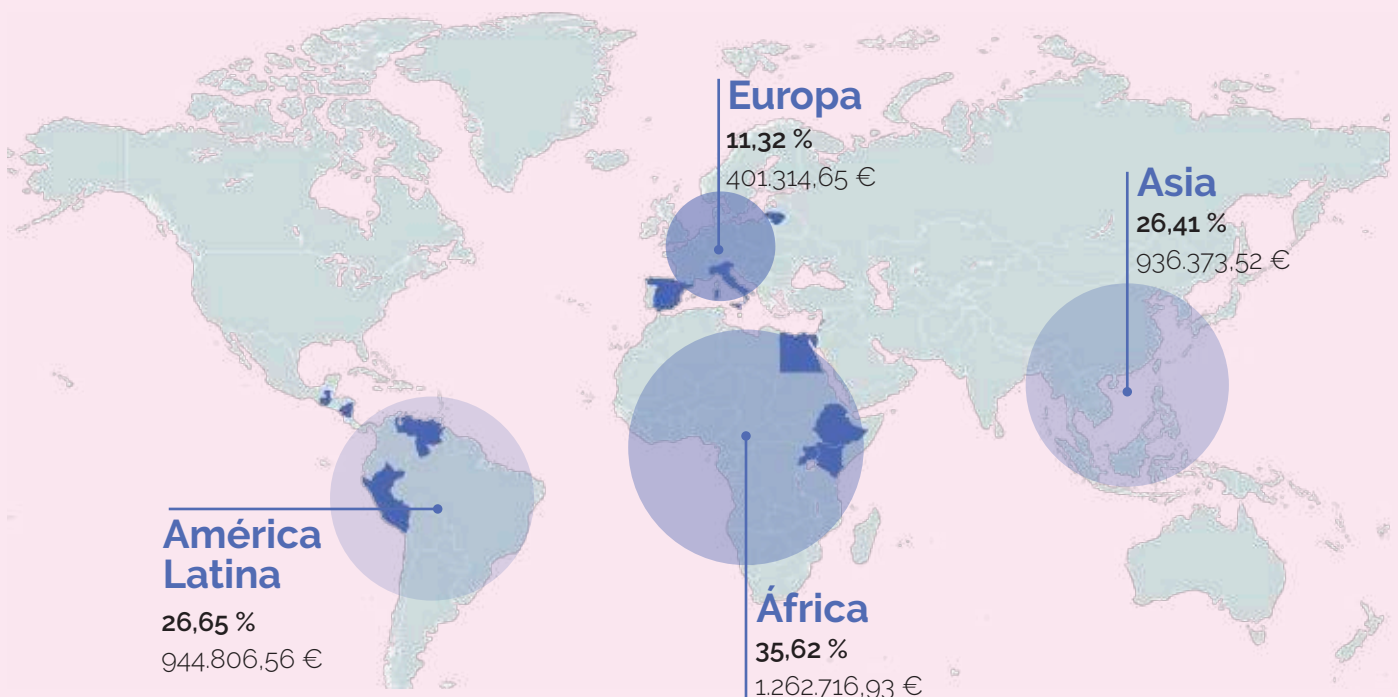 Europa
11,32 %
401.314,65 €
Asia
26,41 %
936.373,52 €
América
Latina
26,65 %
944.806,56 €
África
35,62 %
1.262.716,93 €